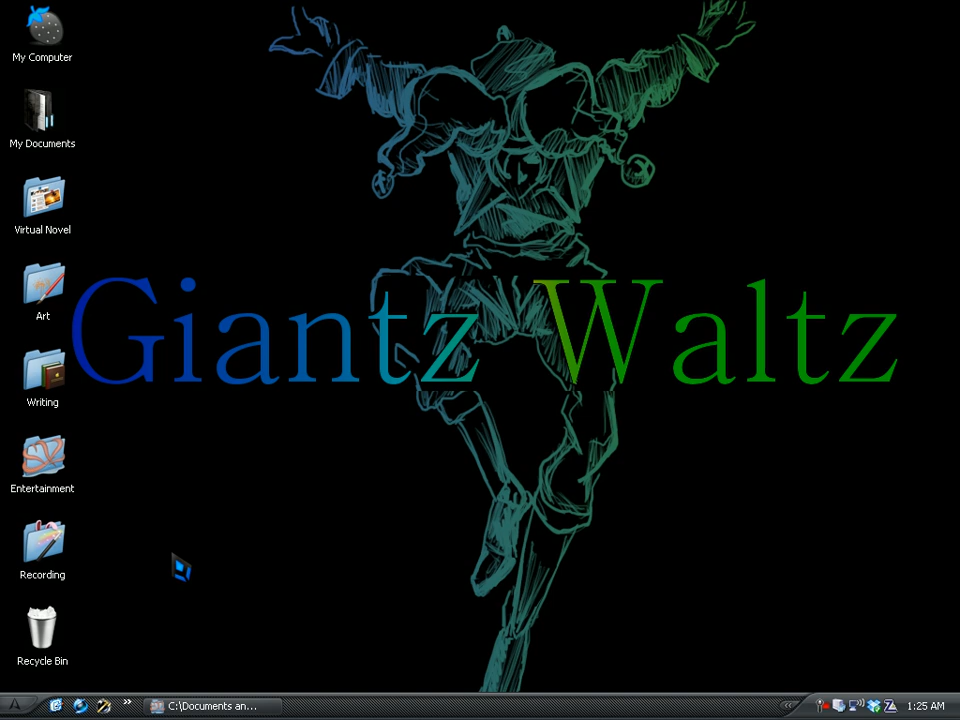 My Computer
My Documents
Virtual Novel
Art
Writing
Entertainment
Recording
Recycle Bin
Giantz Waltz
C:\Documents an...
1:25 AM